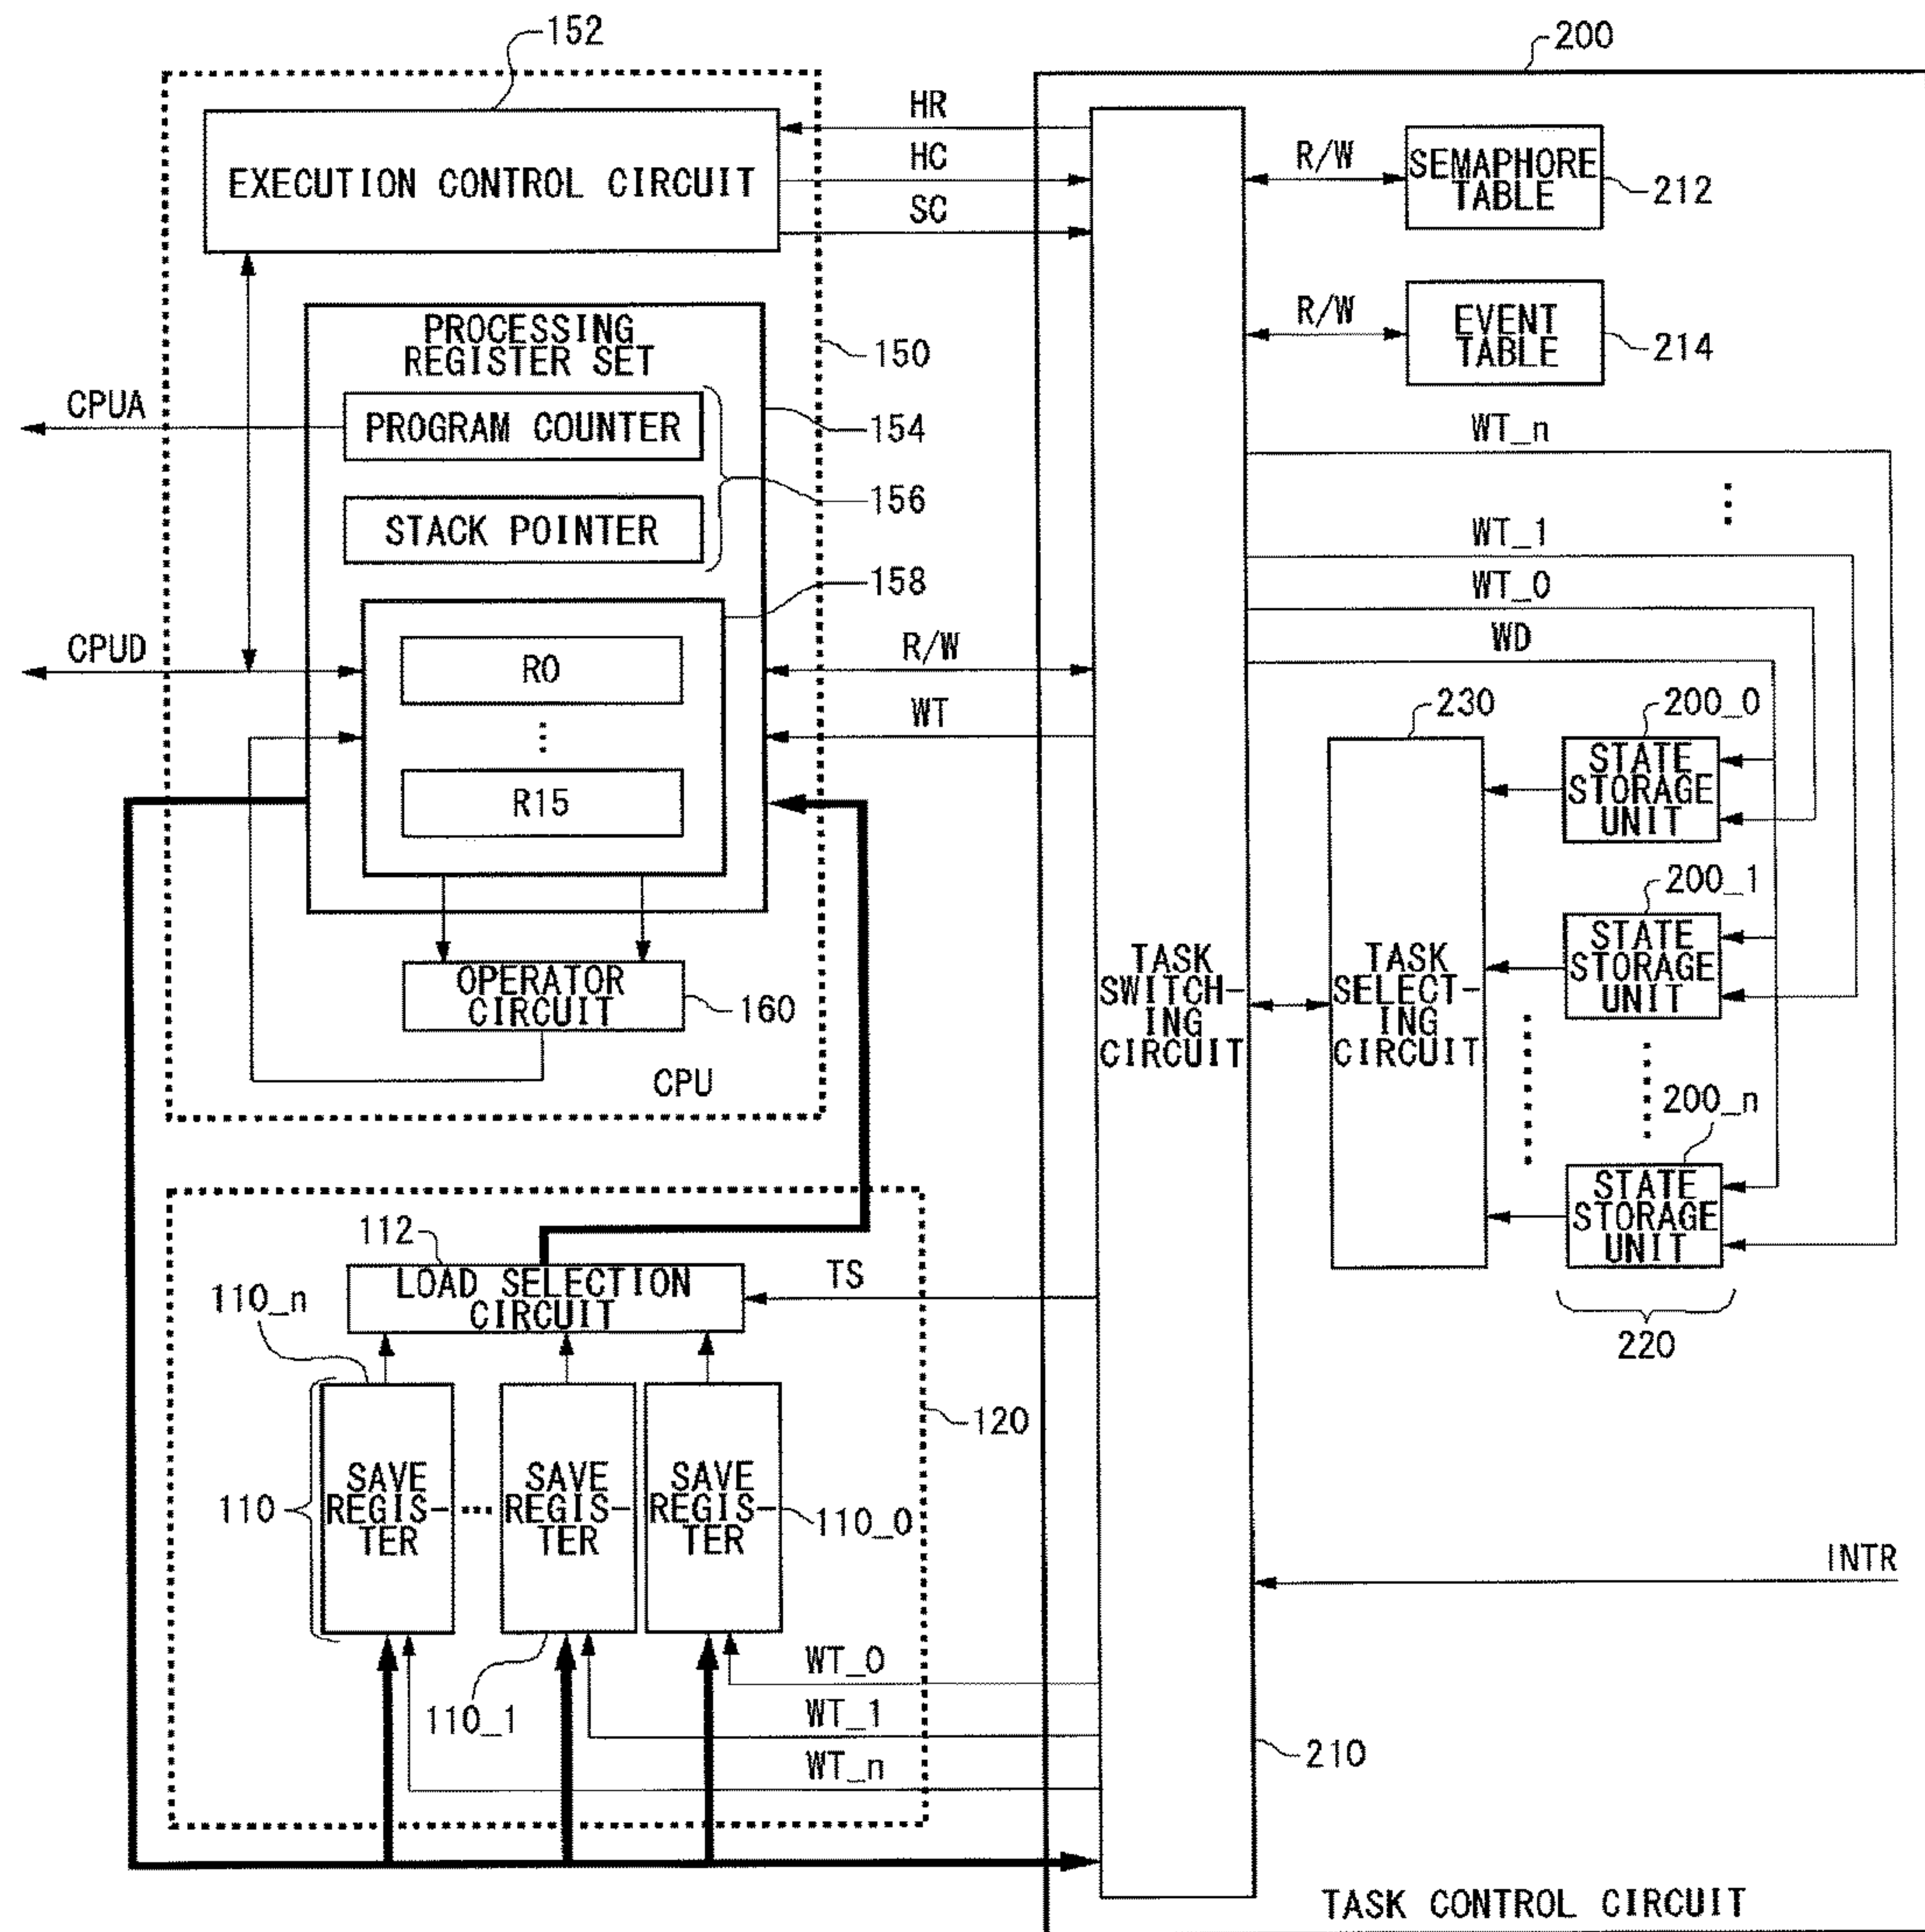 152
200
EXECUTION CONTROL CIRCUIT
HR
HC
SC
R/W
SEMAPHORE
TABLE
212
R/W
EVENT
TABLE
214
PROCESSING
REGISTER SET
150
CPUA
PROGRAM COUNTER
154
STACK POINTER
156
158
CPUD
R0
R15
R/W
WT
OPERATOR
CIRCUIT
160
CPU
WT_n
WT_1
WT_0
WD
230
200_0
STATE
STORAGE
UNIT
200_1
STATE
STORAGE
UNIT
200_n
STATE
STORAGE
UNIT
220
TASK
SWITCH-
ING
CIRCUIT
TASK
SELECT-
ING
CIRCUIT
112
LOAD SELECTION
CIRCUIT
TS
110_n
110
SAVE
REGIS-
TER
SAVE
REGIS-
TER
SAVE
REGIS-
TER
120
110_0
110_1
WT_0
WT_1
WT_n
INTR
210
TASK CONTROL CIRCUIT